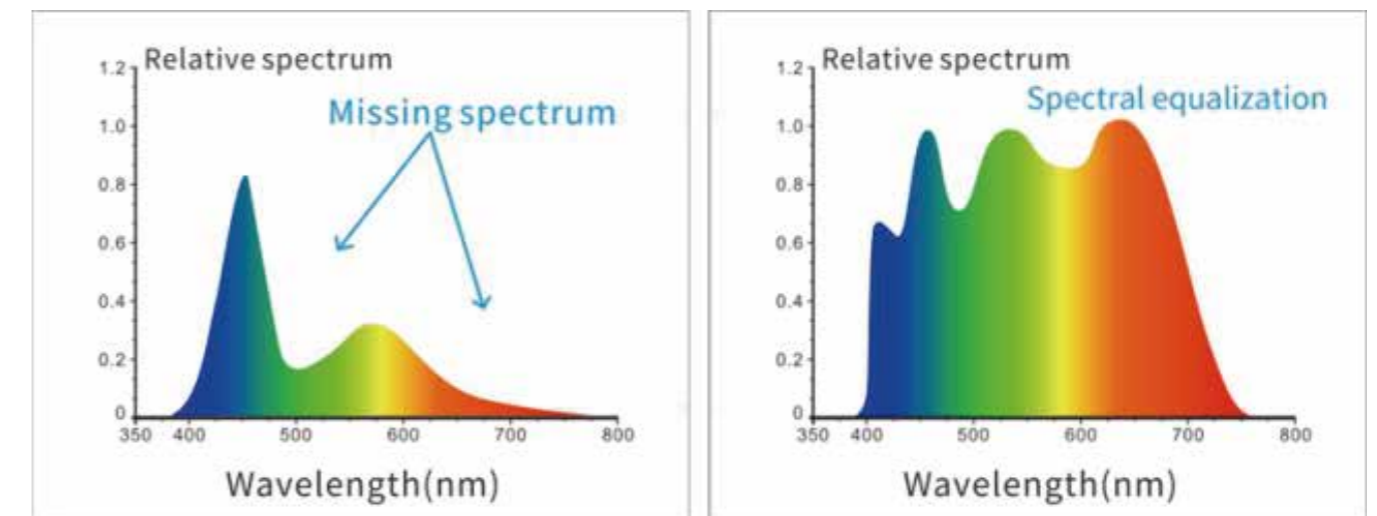 Relative spectrum
Missing spectrum
1.2
1.0
0.8
0.6
0.4
0.2
0
350 400 500 600 700 800
Wavelength(nm)
Relative spectrum
Spectral equalization
1.2
1.0
0.8
0.6
0.4
0.2
0
350 400 500 600 700 800
Wavelength(nm)